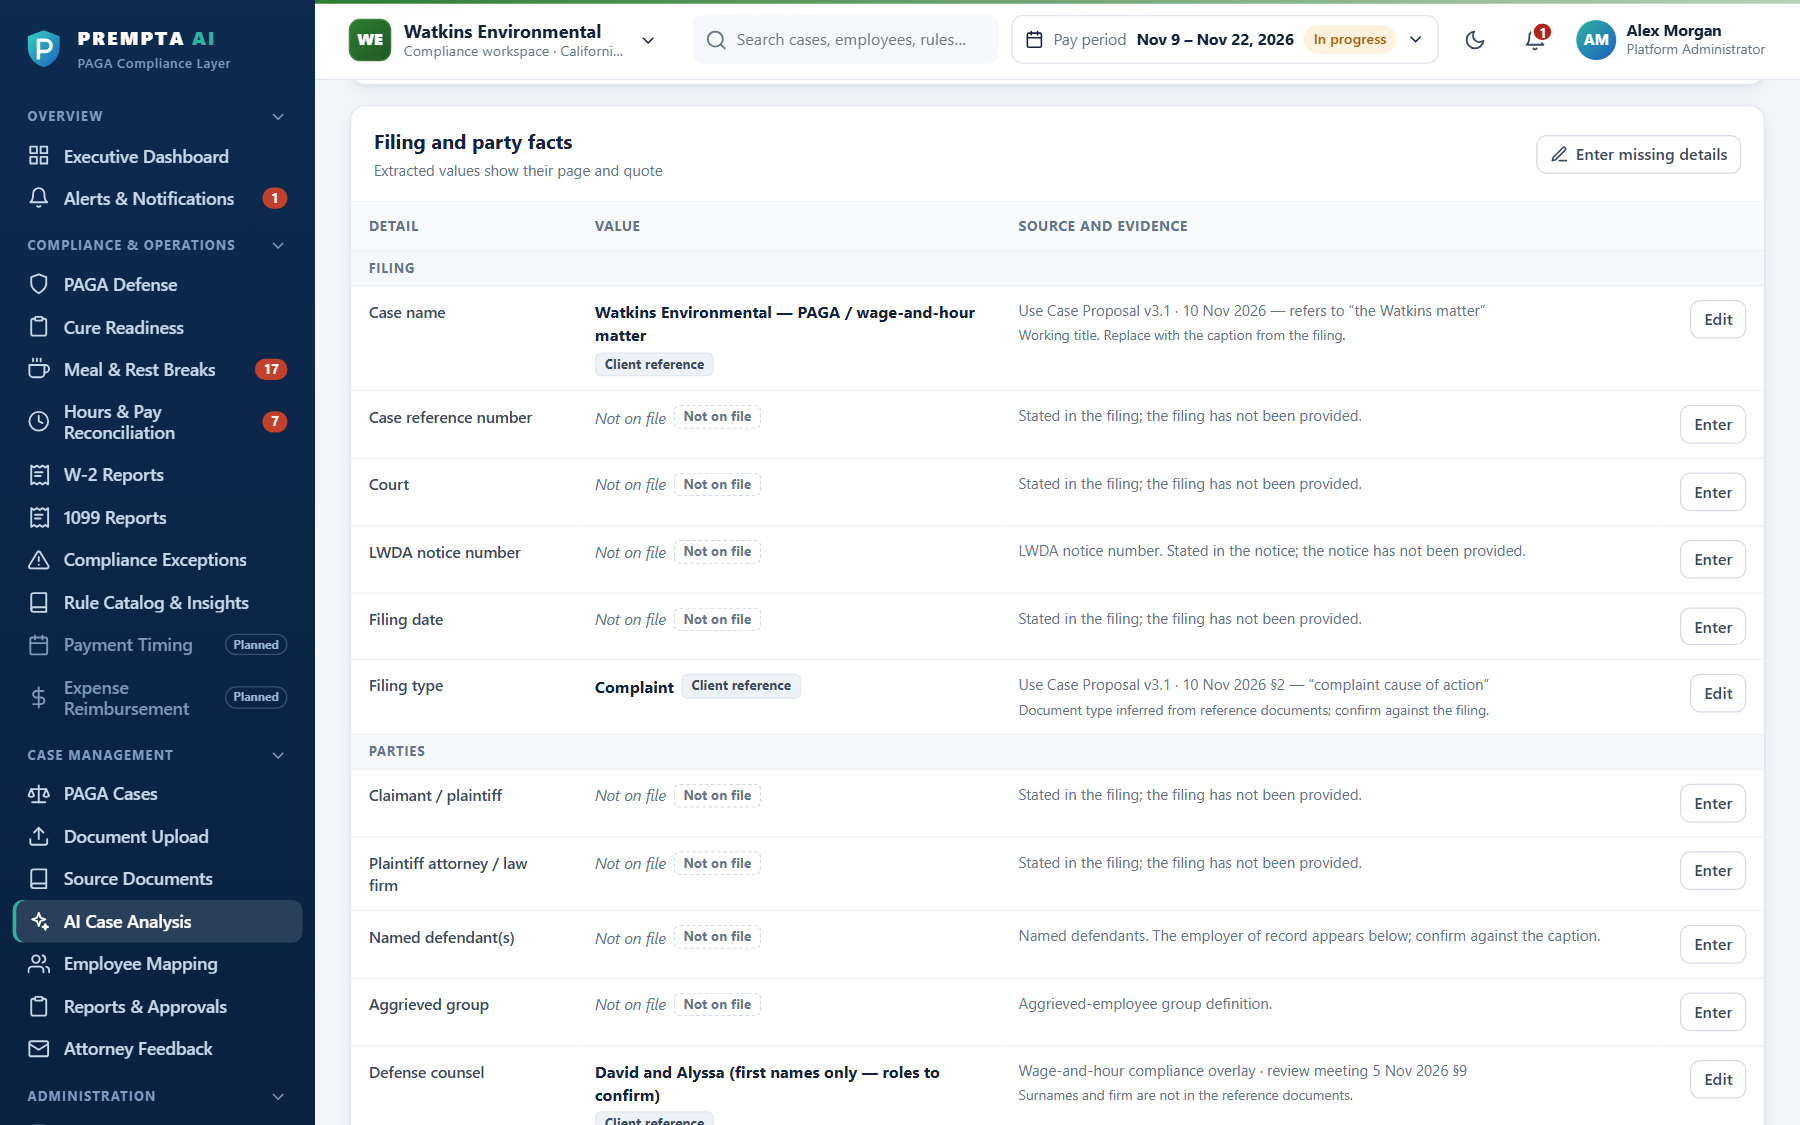 PREMPTA AI
PAGA Compliance Layer
OVERVIEW
Executive Dashboard
Alerts & Notifications
1
COMPLIANCE & OPERATIONS
PAGA Defense
Cure Readiness
Meal & Rest Breaks
17
Hours & Pay
Reconciliation
7
W-2 Reports
1099 Reports
Compliance Exceptions
Rule Catalog & Insights
Payment Timing
Planned
Expense
Reimbursement
Planned
CASE MANAGEMENT
PAGA Cases
Document Upload
Source Documents
AI Case Analysis
Employee Mapping
Reports & Approvals
Attorney Feedback
ADMINISTRATION
WE
Watkins Environmental
Compliance workspace · Californi...
Search cases, employees, rules...
Pay period Nov 9 – Nov 22, 2026 In progress
1
AM
Alex Morgan
Platform Administrator
Filing and party facts
Extracted values show their page and quote
Enter missing details
DETAIL VALUE SOURCE AND EVIDENCE
FILING
Case name
Watkins Environmental — PAGA / wage-and-hour
matter
Client reference
Use Case Proposal v3.1 · 10 Nov 2026 — refers to “the Watkins matter”
Working title. Replace with the caption from the filing.
Edit
Case reference number Not on file Not on file Stated in the filing; the filing has not been provided. Enter
Court Not on file Not on file Stated in the filing; the filing has not been provided. Enter
LWDA notice number Not on file Not on file LWDA notice number. Stated in the notice; the notice has not been provided. Enter
Filing date Not on file Not on file Stated in the filing; the filing has not been provided. Enter
Filing type Complaint Client reference
Use Case Proposal v3.1 · 10 Nov 2026 §2 — “complaint cause of action”
Document type inferred from reference documents; confirm against the filing.
Edit
PARTIES
Claimant / plaintiff Not on file Not on file Stated in the filing; the filing has not been provided. Enter
Plaintiff attorney / law
firm
Not on file Not on file Stated in the filing; the filing has not been provided. Enter
Named defendant(s) Not on file Not on file Named defendants. The employer of record appears below; confirm against the caption. Enter
Aggrieved group Not on file Not on file Aggrieved-employee group definition. Enter
Defense counsel
David and Alyssa (first names only — roles to
confirm)
Client reference
Wage-and-hour compliance overlay · review meeting 5 Nov 2026 §9
Surnames and firm are not in the reference documents.
Edit